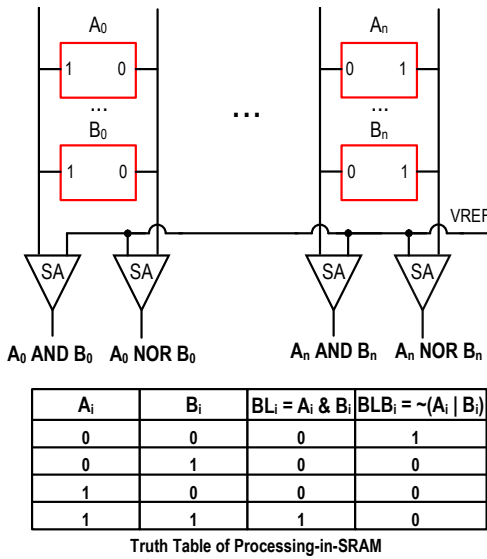 A₀ Aₙ
1 0 0 1
... ...
...
B₀ Bₙ
1 0 0 1
VREF
SA SA SA SA
A₀ AND B₀ A₀ NOR B₀ Aₙ AND Bₙ Aₙ NOR Bₙ
Aᵢ Bᵢ BLᵢ = Aᵢ & Bᵢ BLBᵢ = ~(Aᵢ | Bᵢ)
0 0 0 1
0 1 0 0
1 0 0 0
1 1 1 0
Truth Table of Processing-in-SRAM